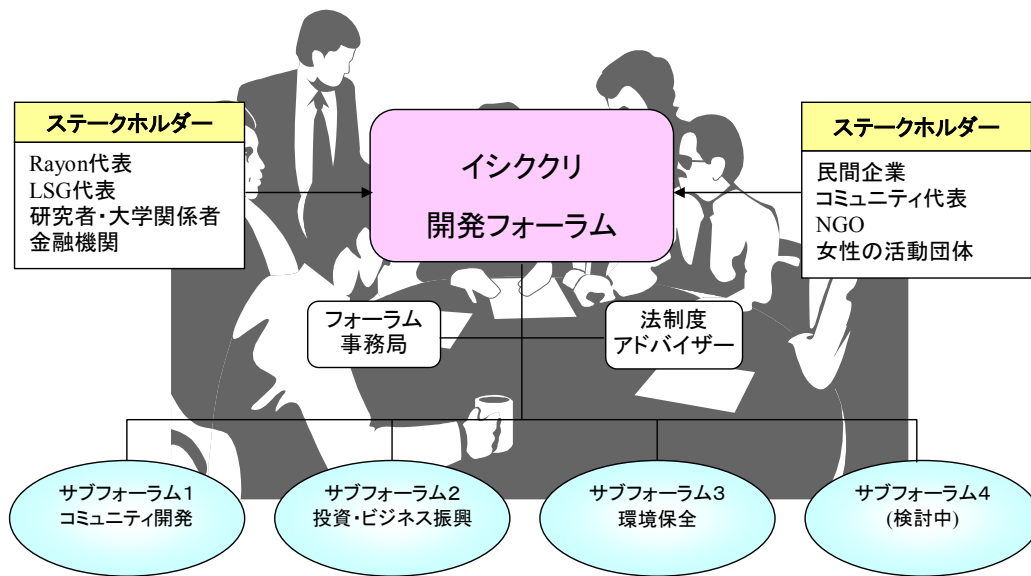 ステークホルダー
Rayon代表
LSG代表
研究者・大学関係者
金融機関
イシククリ
開発フォーラム
ステークホルダー
民間企業
コミュニティ代表
NGO
女性の活動団体
フォーラム
事務局
法制度
アドバイザー
サブフォーラム1
コミュニティ開発
サブフォーラム2
投資・ビジネス振興
サブフォーラム3
環境保全
サブフォーラム4
(検討中)